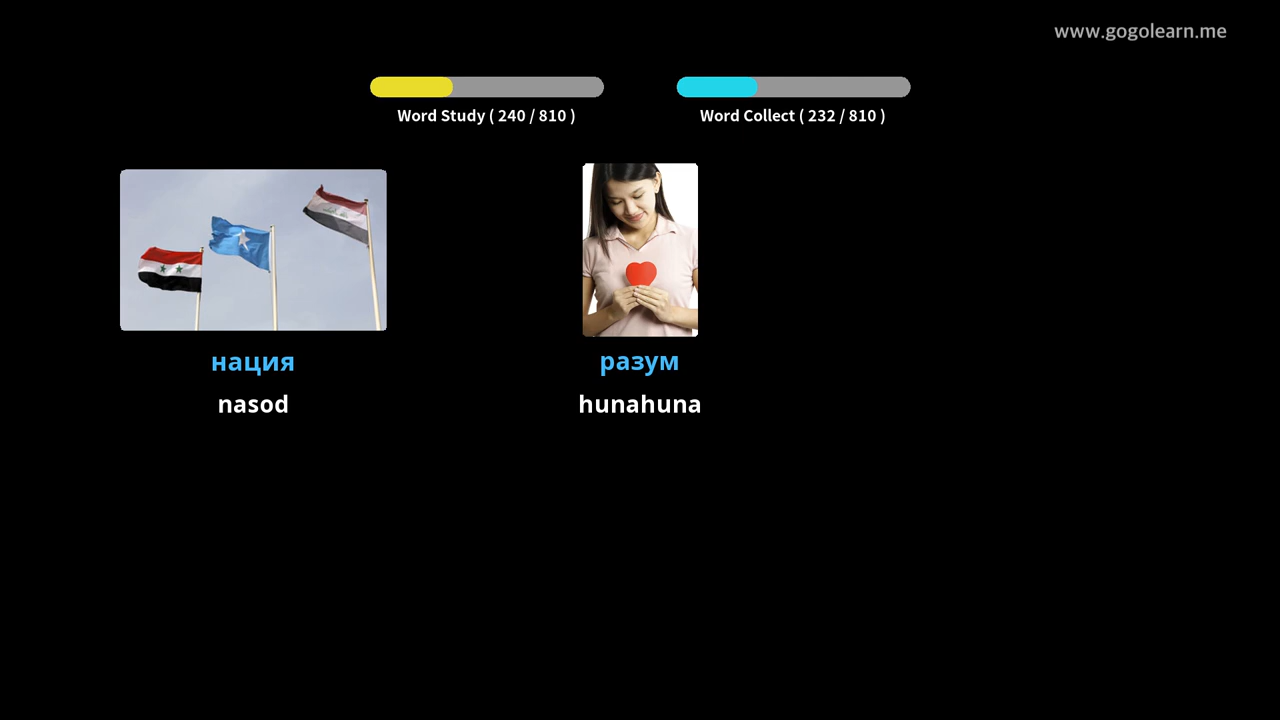 www.gogolearn.me
Word Study ( 240 / 810 )
Word Collect ( 232 / 810 )
нация
разум
nasod
hunahuna